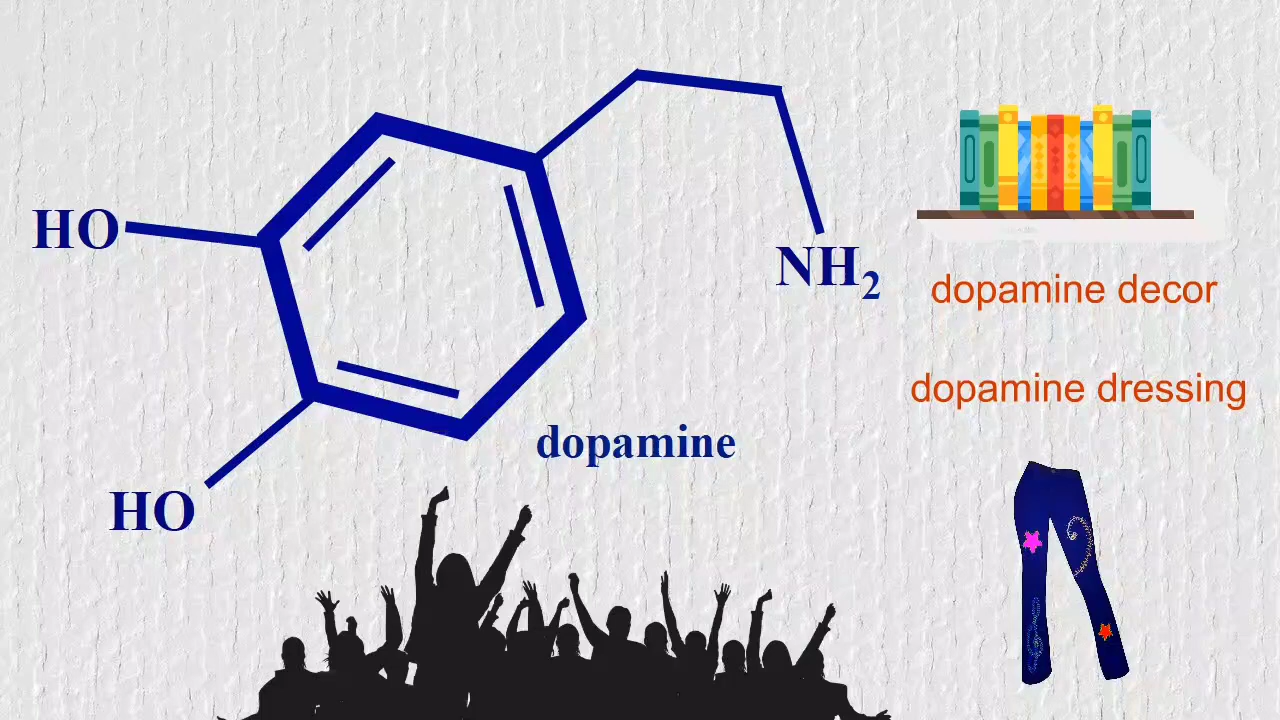 HO
NH₂
HO
dopamine
dopamine decor
dopamine dressing